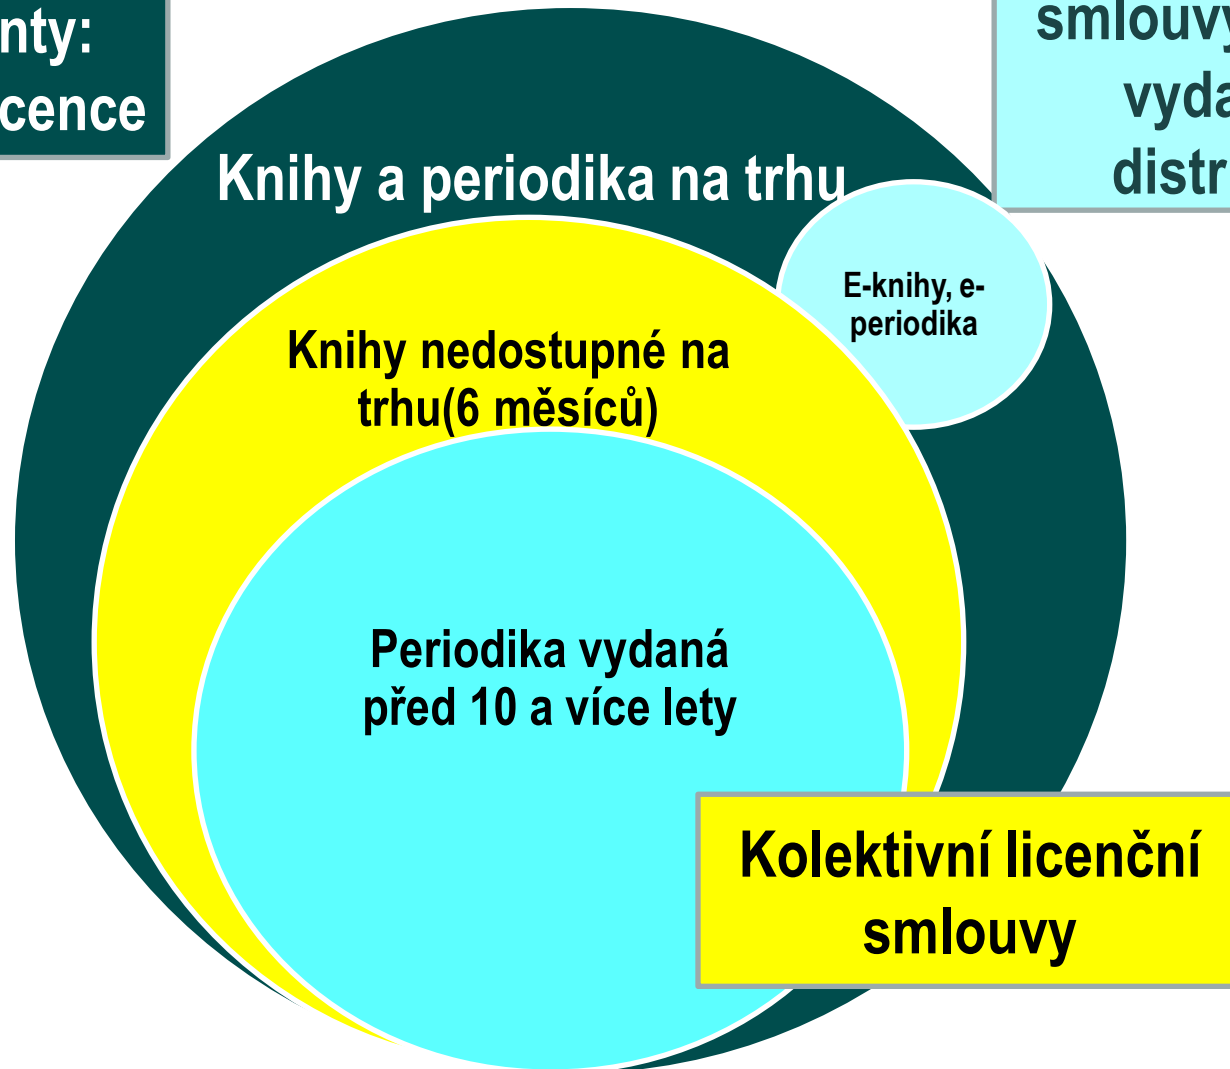 nty:
cence
smlouvy
vyda
distr
Knihy a periodika na trhu
E-knihy, e-
periodika
Knihy nedostupné na
trhu(6 měsíců)
Periodika vydaná
před 10 a více lety
Kolektivní licenční
smlouvy